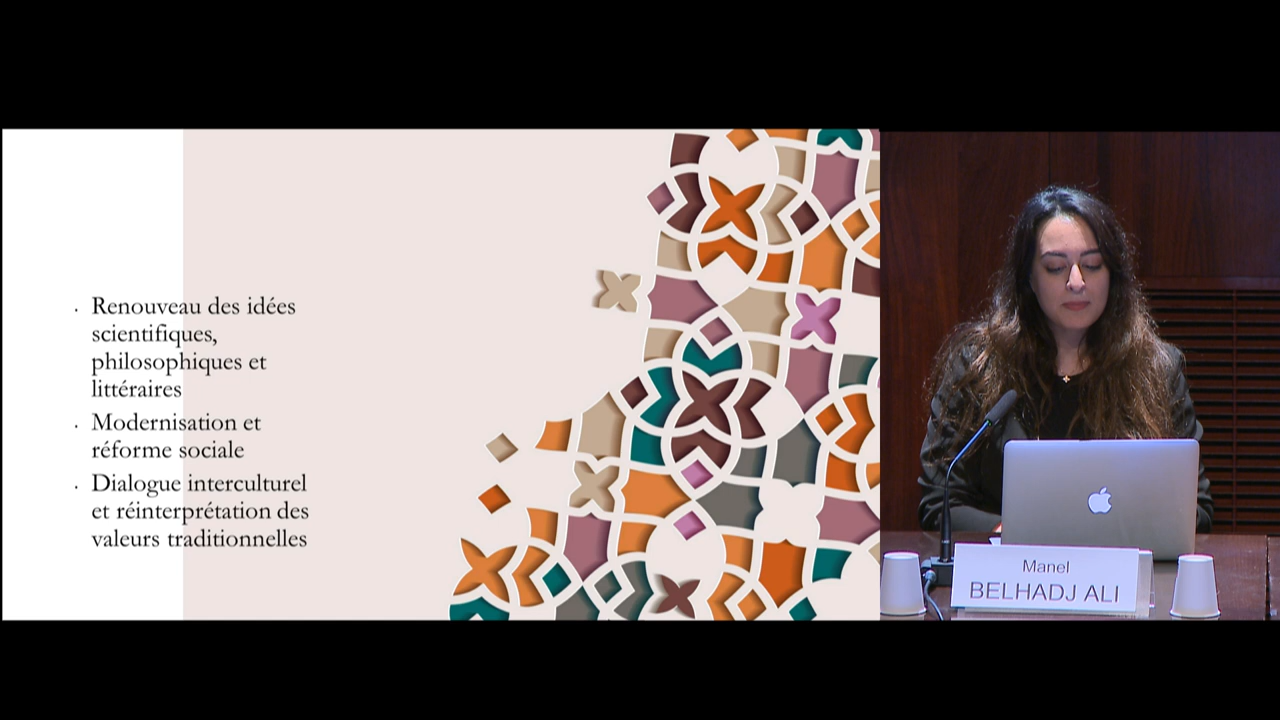 · Renouveau des idées
scientifiques,
philosophiques et
littéraires
· Modernisation et
réforme sociale
· Dialogue interculturel
et réinterprétation des
valeurs traditionnelles
Manel
BELHADJ ALI